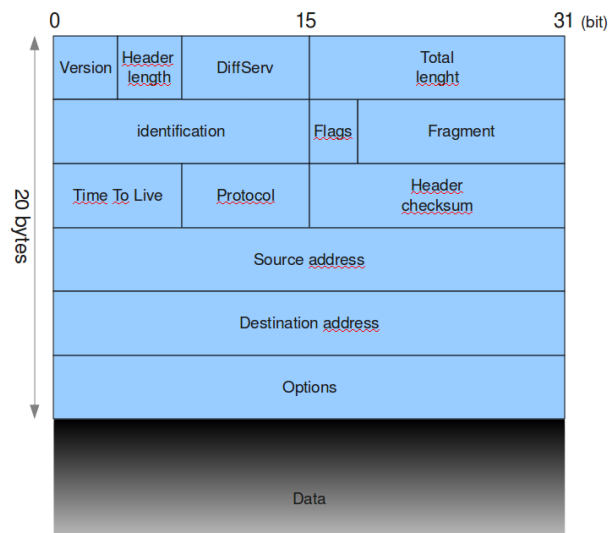 0 15 31 (bit)
Version Header length DiffServ Total lenght
identification Flags Fragment
Time To Live Protocol Header checksum
20 bytes
Source address
Destination address
Options
Data